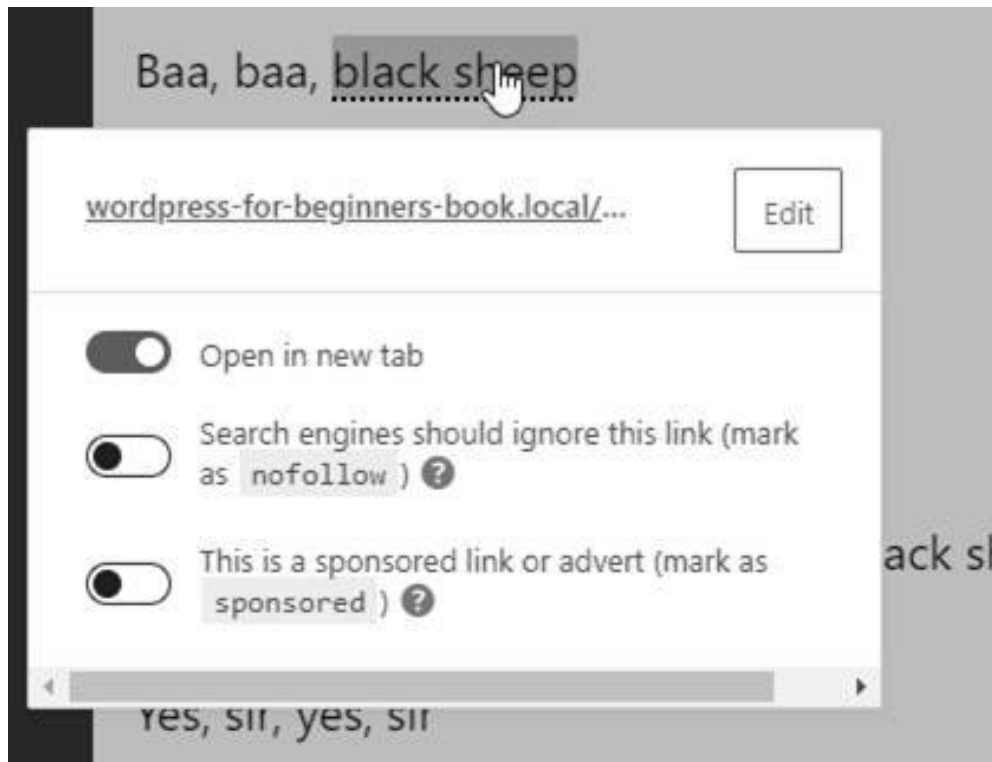 Baa, baa, black sheep
wordpress-for-beginners-book.local/...
Edit
Open in new tab
Search engines should ignore this link (mark
as nofollow ) ?
This is a sponsored link or advert (mark as
sponsored ) ?
ack sh
Yes, sir, yes, sir